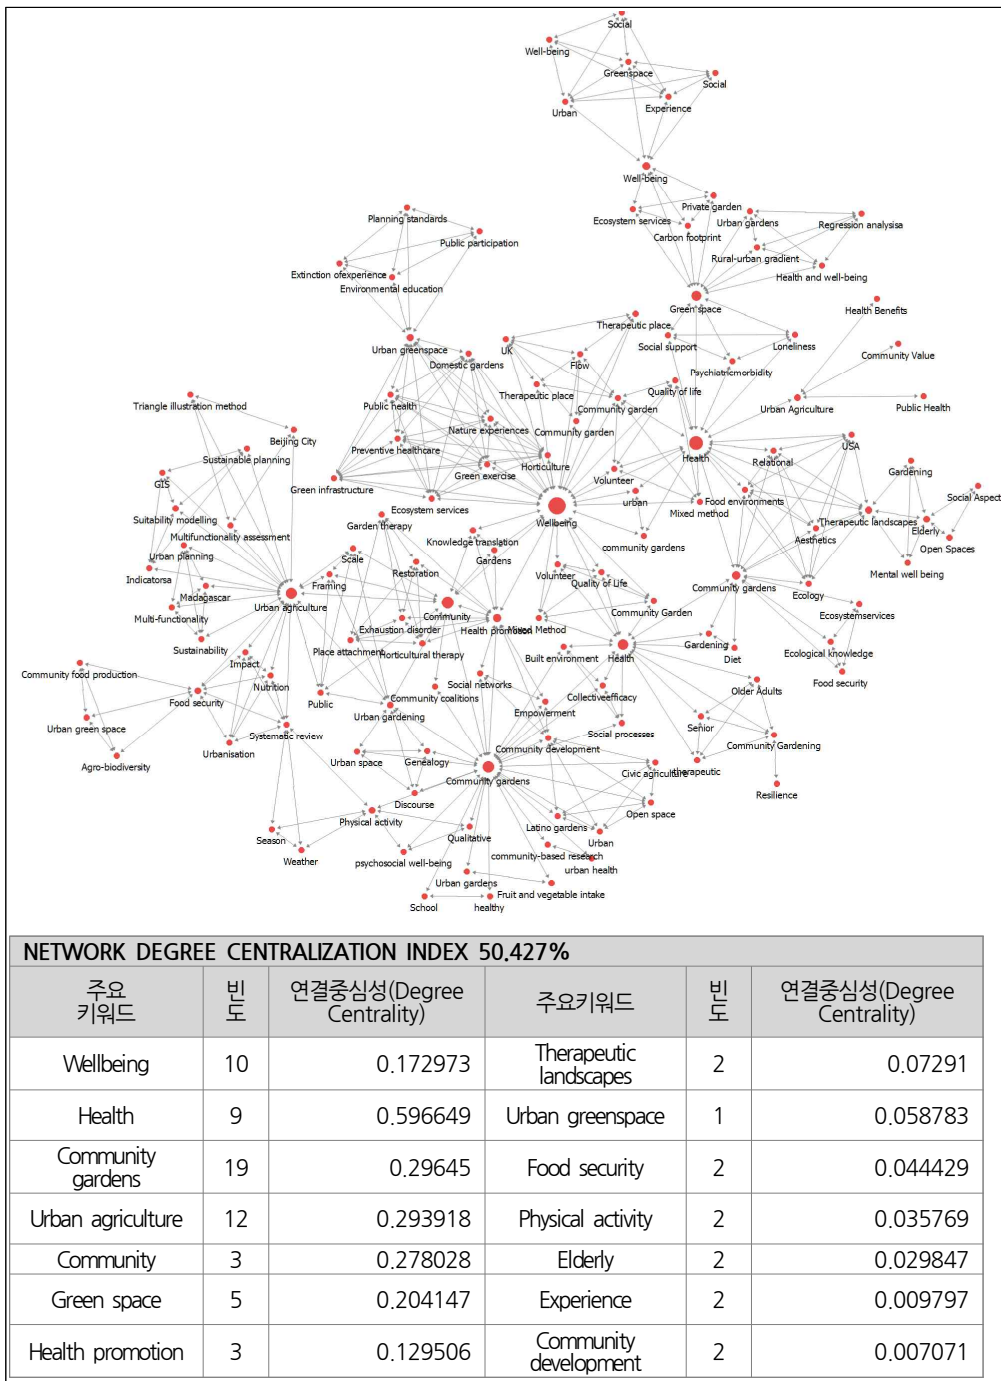 Social
Well-being
Greenspace
Social
Experience
Urban
Well-being
Private garden
Ecosystem services
Urban gardens
Regression analysisa
Carbon footprint
Planning standards
Public participation
Rural-urban gradient
Extinction ofexperience
Health and well-being
Environmental education
Green space
Health Benefits
Therapeutic place
Urban greenspace
UK
Social support
Loneliness
Community Value
Domestic gardens
Flow
Psychiatricmorbidity
Therapeutic place
Quality of life
Triangle illustration method
Public health
Community garden
Urban Agriculture
Public Health
Nature experiences
Community garden
Beijing City
Preventive healthcare
Health
USA
Sustainable planning
Horticulture
Relational
Green exercise
Volunteer
Gardening
GIS
Green infrastructure
urban
Food environments
Social Aspect
Ecosystem services
Mixed method
Suitability modelling
Garden therapy
Wellbeing
Therapeutic landscapes
Multifunctionality assessment
Knowledge translation
Aesthetics
Elderly
Open Spaces
Urban planning
Scale
Gardens
community gardens
Indicatorsa
Framing
Restoration
Volunteer
Mental well being
Madagascar
Quality of Life
Community gardens
Ecology
Urban agriculture
Multi-functionality
Community
Community Garden
Ecosystemservices
Exhaustion disorder
Health promotion
Mixed Method
Sustainability
Place attachment
Horticultural therapy
Built environment
Health
Gardening
Diet
Ecological knowledge
Impact
Community food production
Social networks
Food security
Nutrition
Older Adults
Food security
Public
Community coalitions
Collectiveefficacy
Urban gardening
Empowerment
Urban green space
Systematic review
Social processes
Senior
Urbanisation
Community development
Community Gardening
Agro-biodiversity
Urban space
Genealogy
Civic agriculture
therapeutic
Community gardens
Resilience
Discourse
Open space
Physical activity
Latino gardens
Season
Qualitative
Urban
Weather
psychosocial well-being
community-based research
urban health
Urban gardens
Fruit and vegetable intake
School
healthy
NETWORK DEGREE CENTRALIZATION INDEX 50.427%
주요 키워드 빈도 연결중심성(Degree Centrality) 주요키워드 빈도 연결중심성(Degree Centrality)
Wellbeing 10 0.172973 Therapeutic landscapes 2 0.07291
Health 9 0.596649 Urban greenspace 1 0.058783
Community gardens 19 0.29645 Food security 2 0.044429
Urban agriculture 12 0.293918 Physical activity 2 0.035769
Community 3 0.278028 Elderly 2 0.029847
Green space 5 0.204147 Experience 2 0.009797
Health promotion 3 0.129506 Community development 2 0.007071